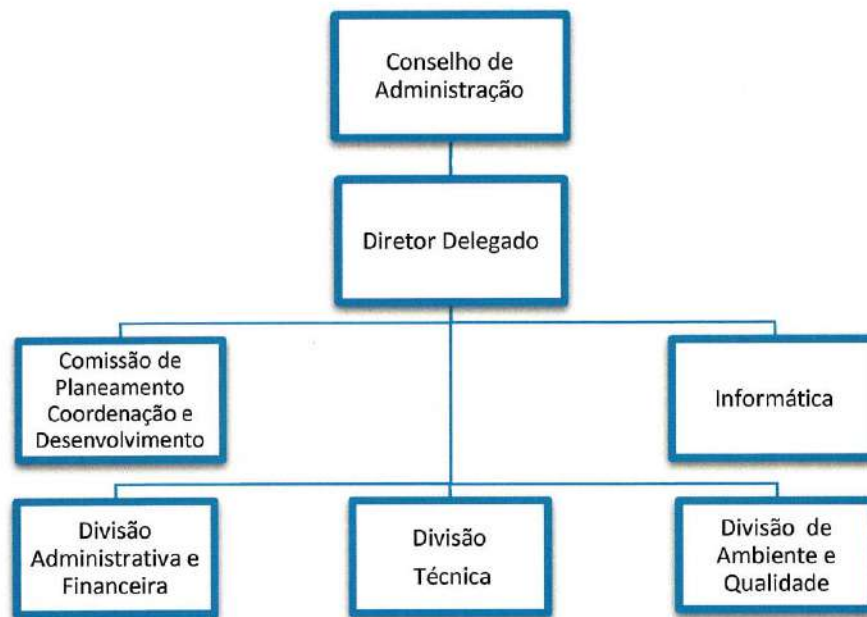 Conselho de
Administração
Diretor Delegado
Comissão de
Planeamento
Coordenação e
Desenvolvimento
Informática
Divisão
Administrativa e
Financeira
Divisão
Técnica
Divisão de
Ambiente e
Qualidade